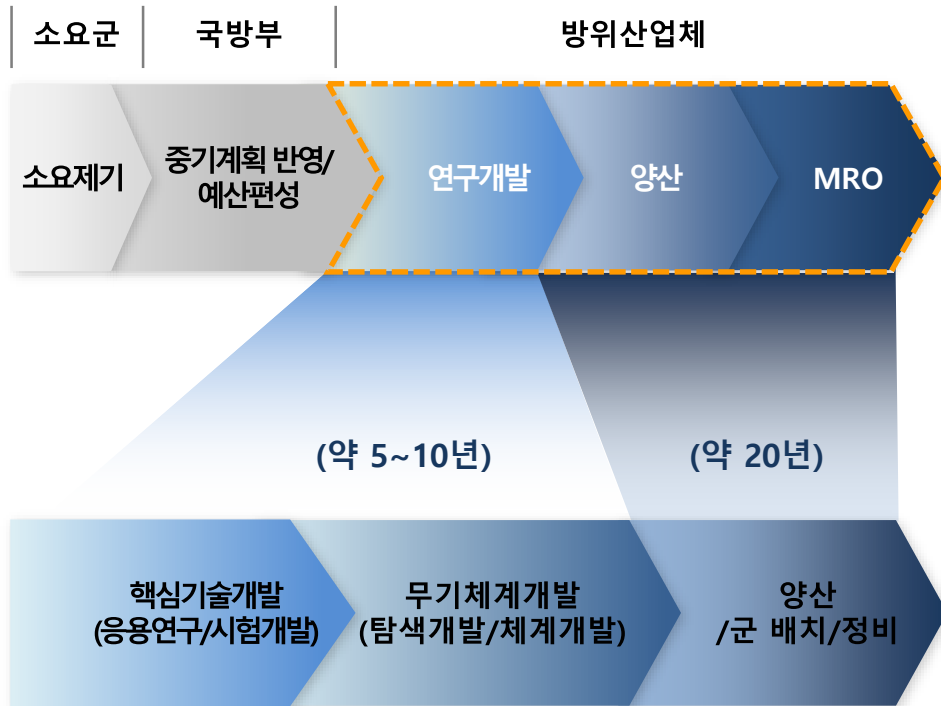 소요군
국방부
방위산업체
소요제기
중기계획 반영/
예산편성
연구개발
양산
MRO
(약 5~10년)
(약 20년)
핵심기술개발
(응용연구/시험개발)
무기체계개발
(탐색개발/체계개발)
양산
/군 배치/정비